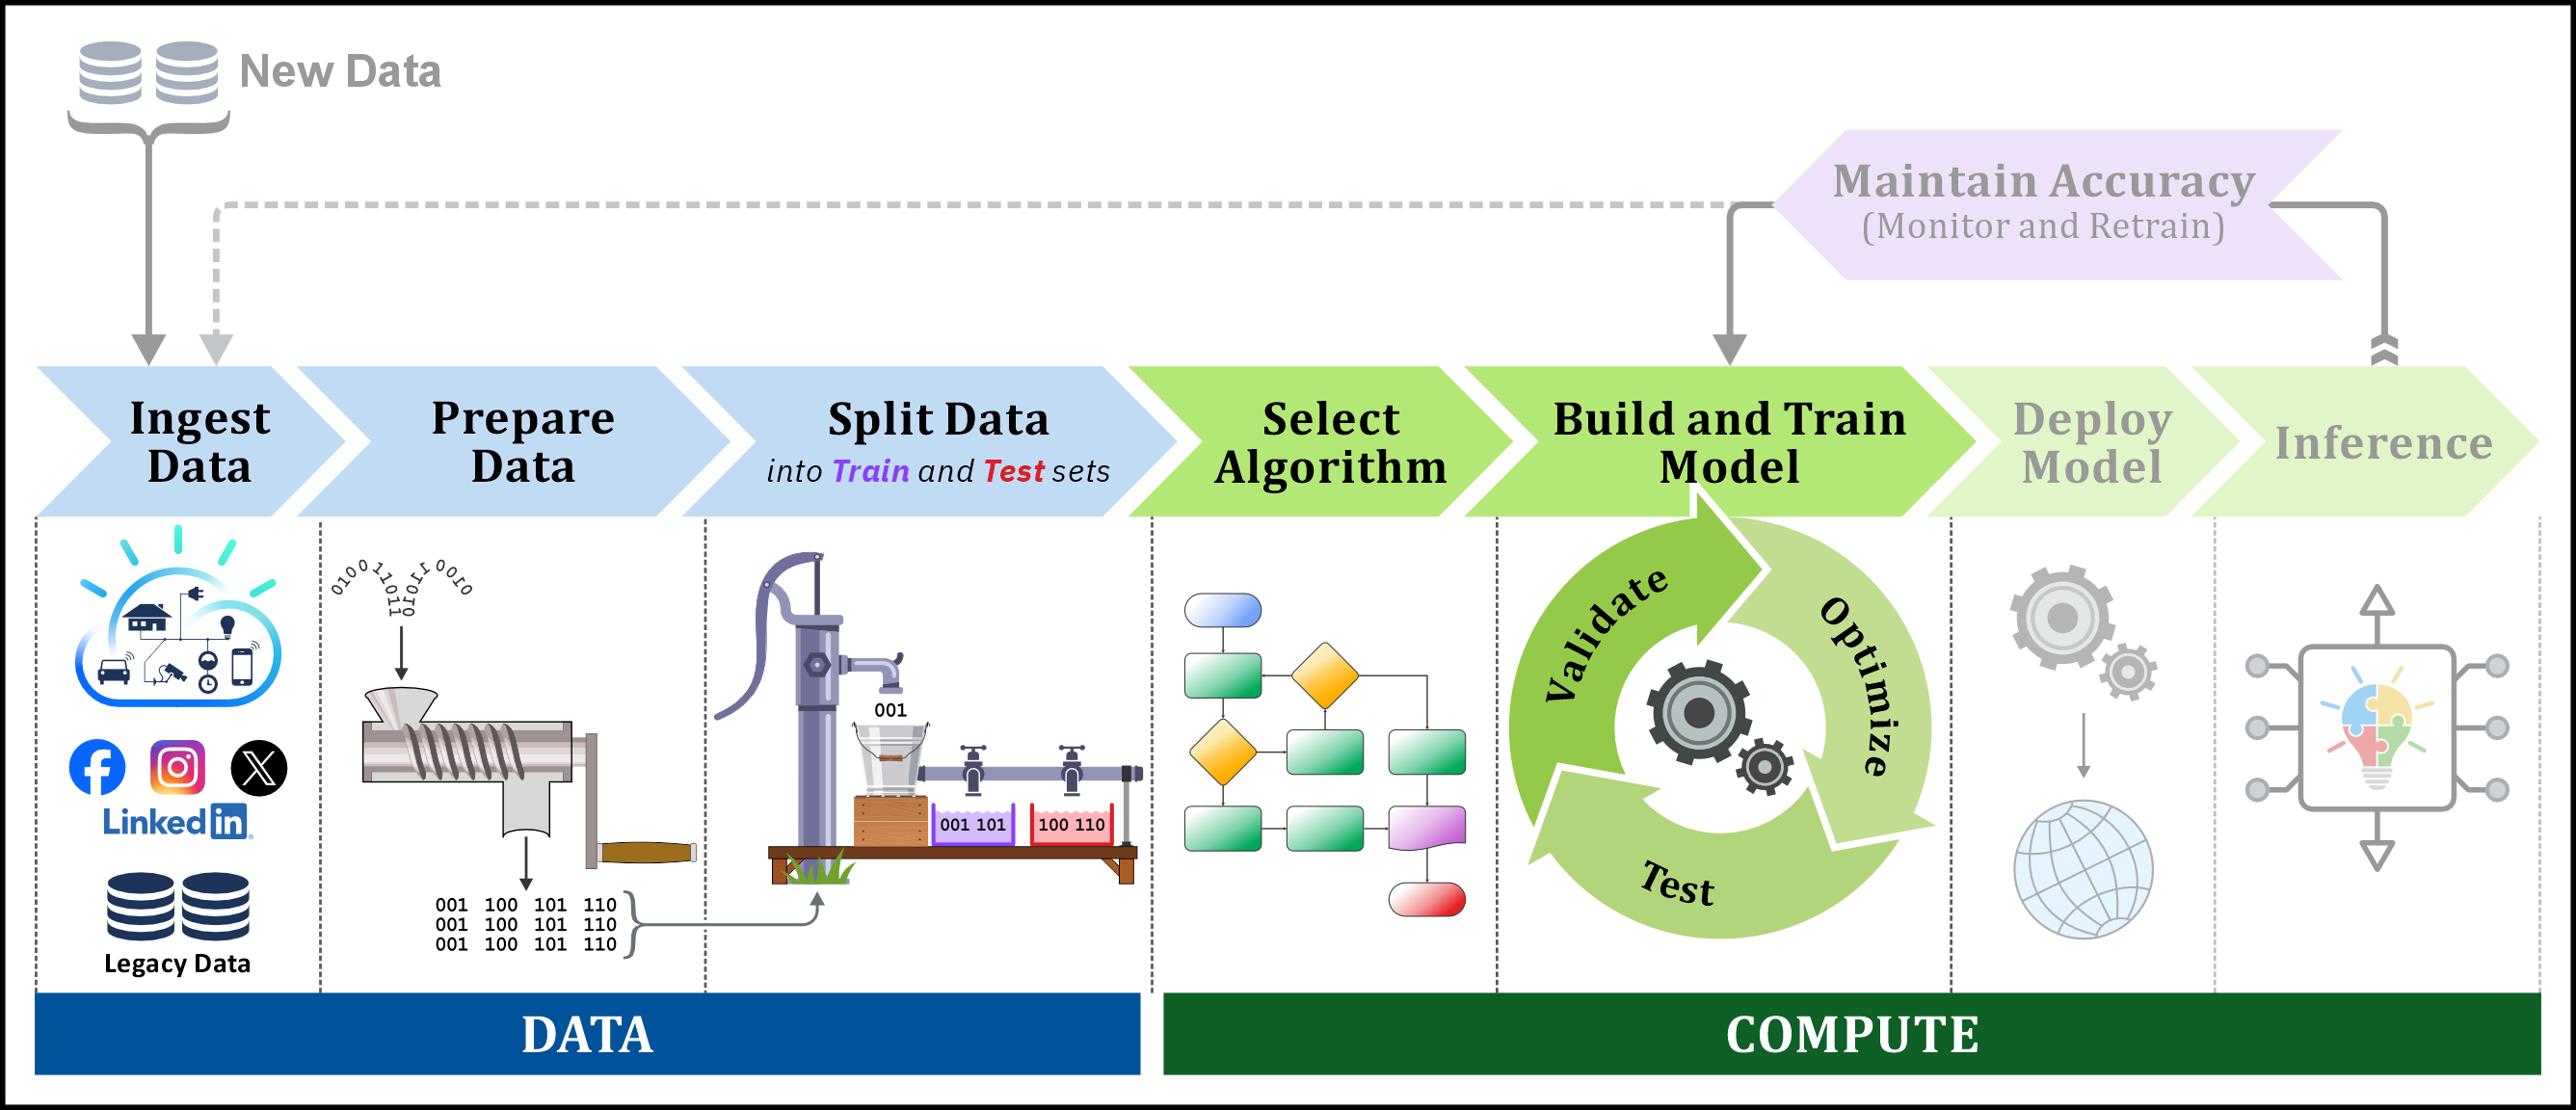 New Data
Maintain Accuracy
(Monitor and Retrain)
Ingest
Data
Prepare
Data
Split Data
into Train and Test sets
Select
Algorithm
Build and Train
Model
Deploy
Model
Inference
0100 11011 01011 0010
001
001 101
100 110
LinkedIn
Legacy Data
001 100 101 110
001 100 101 110
001 100 101 110
Validate
Optimize
Test
DATA
COMPUTE